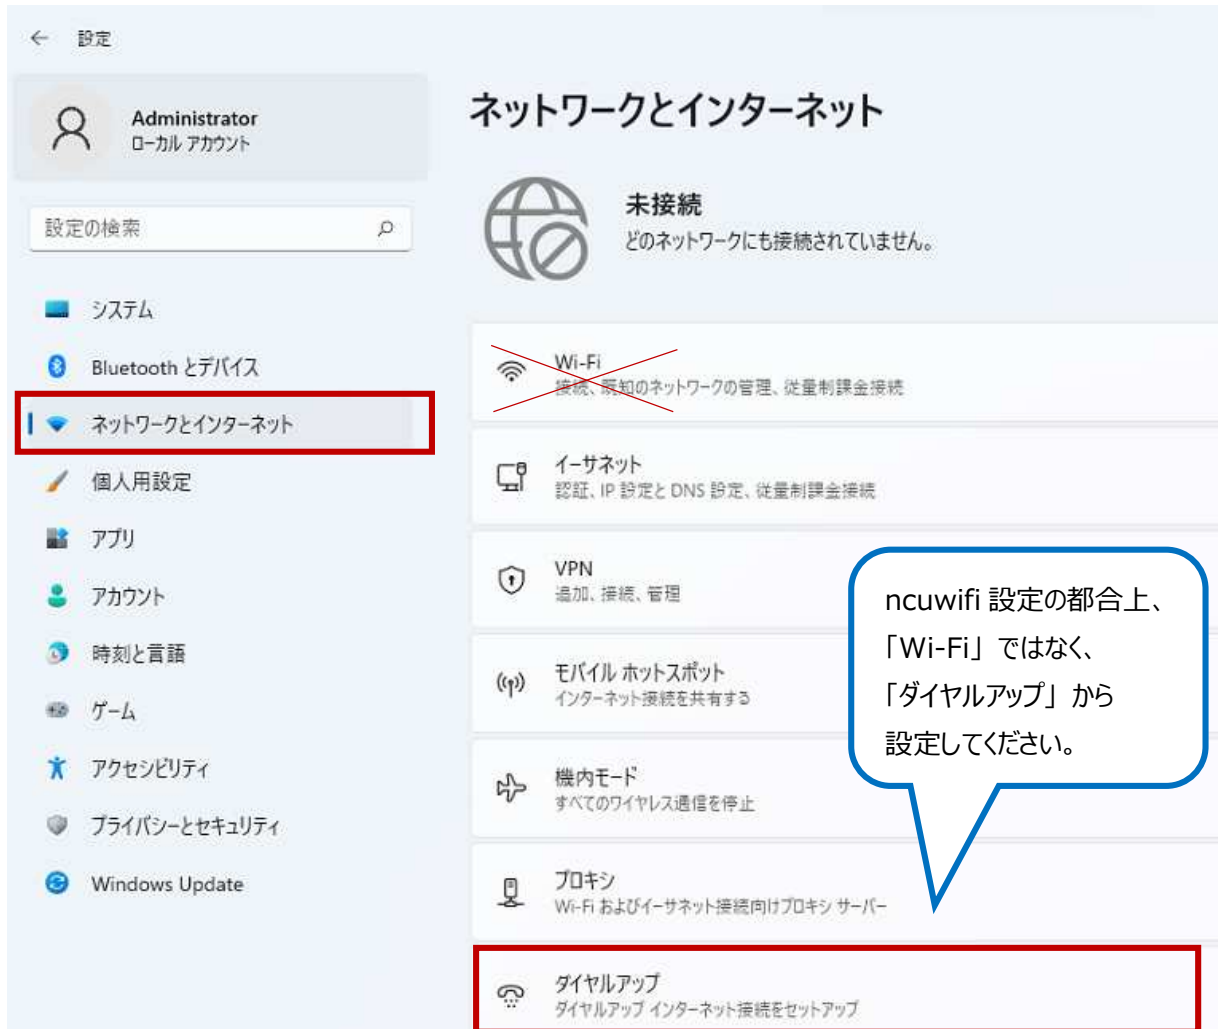 設定
Administrator
ローカル アカウント
設定の検索
システム
Bluetooth とデバイス
ネットワークとインターネット
個人用設定
アプリ
アカウント
時刻と言語
ゲーム
アクセシビリティ
プライバシーとセキュリティ
Windows Update
ネットワークとインターネット
未接続
どのネットワークにも接続されていません。
Wi-Fi
接続、既知のネットワークの管理、従量制課金接続
イーサネット
認証、IP 設定と DNS 設定、従量制課金接続
VPN
追加、接続、管理
モバイル ホットスポット
インターネット接続を共有する
機内モード
すべてのワイヤレス通信を停止
プロキシ
Wi-Fi およびイーサネット接続向けプロキシ サーバー
ダイヤルアップ
ダイヤルアップ インターネット接続をセットアップ
ncuwifi 設定の都合上、
「Wi-Fi」ではなく、
「ダイヤルアップ」から
設定してください。